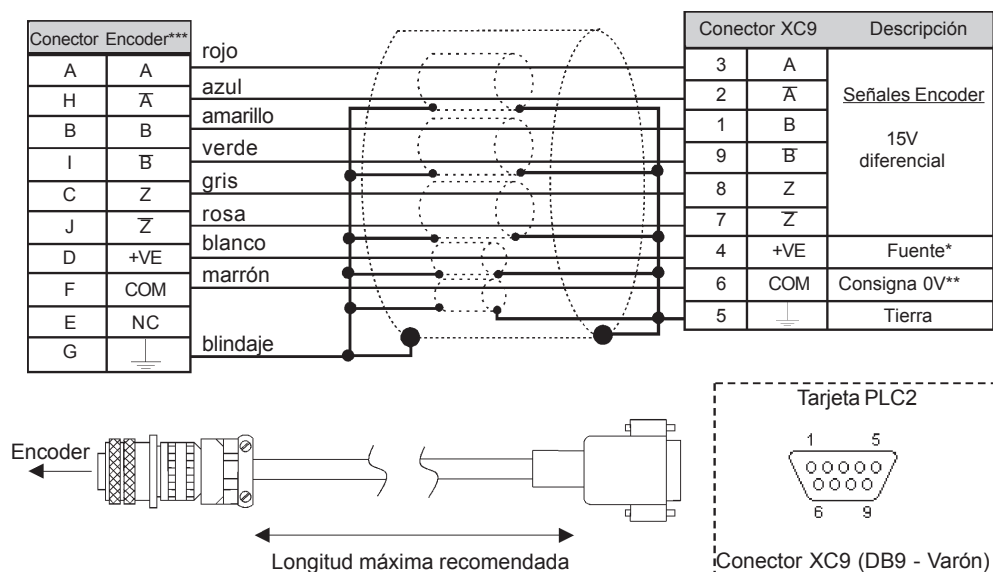 Conector Encoder***
A A
H A̅
B B
I B̅
C Z
J Z̅
D +VE
F COM
E NC
G
rojo
azul
amarillo
verde
gris
rosa
blanco
marrón
blindaje
Conector XC9 Descripción
3 A
2 A̅
1 B
9 B̅
8 Z
7 Z̅
Señales Encoder
15V
diferencial
4 +VE Fuente*
6 COM Consigna 0V**
5 Tierra
Encoder
Longitud máxima recomendada
Tarjeta PLC2
1 5
6 9
Conector XC9 (DB9 - Varón)